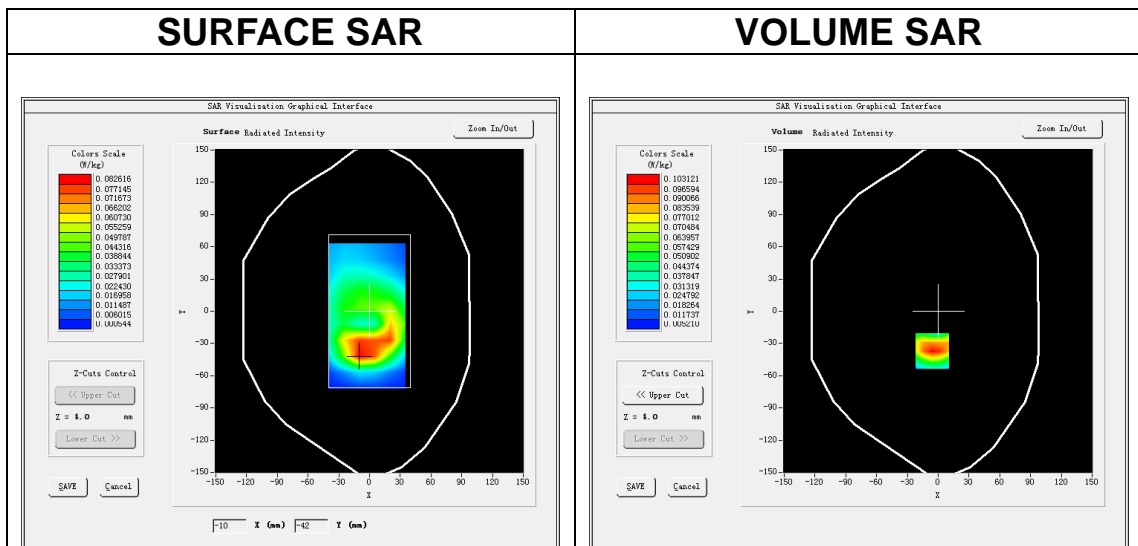 SURFACE SAR
VOLUME SAR
SAR Visualisation Graphical Interface
Surface Radiated Intensity
Zoom In/Out
Colors Scale
(W/kg)
0.082616
0.077145
0.071673
0.066202
0.060730
0.055259
0.049787
0.044316
0.038844
0.033373
0.027901
0.022430
0.016958
0.011487
0.006015
0.000544
Z-Cuts Control
<< Upper Cut
Z = 4.0 mm
Lower Cut >>
SAVE Cancel
150
120
90
60
30
0
-30
-60
-90
-120
-150
Y
-150 -120 -90 -60 -30 0 30 60 90 120 150
X
-10 X (mm) -42 Y (mm)
SAR Visualisation Graphical Interface
Volume Radiated Intensity
Zoom In/Out
Colors Scale
(W/kg)
0.103121
0.096594
0.090066
0.083539
0.077012
0.070484
0.063957
0.057429
0.050902
0.044374
0.037847
0.031319
0.024792
0.018264
0.011737
0.005210
Z-Cuts Control
<< Upper Cut
Z = 4.0 mm
Lower Cut >>
SAVE Cancel
150
120
90
60
30
0
-30
-60
-90
-120
-150
Y
-150 -120 -90 -60 -30 0 30 60 90 120 150
X